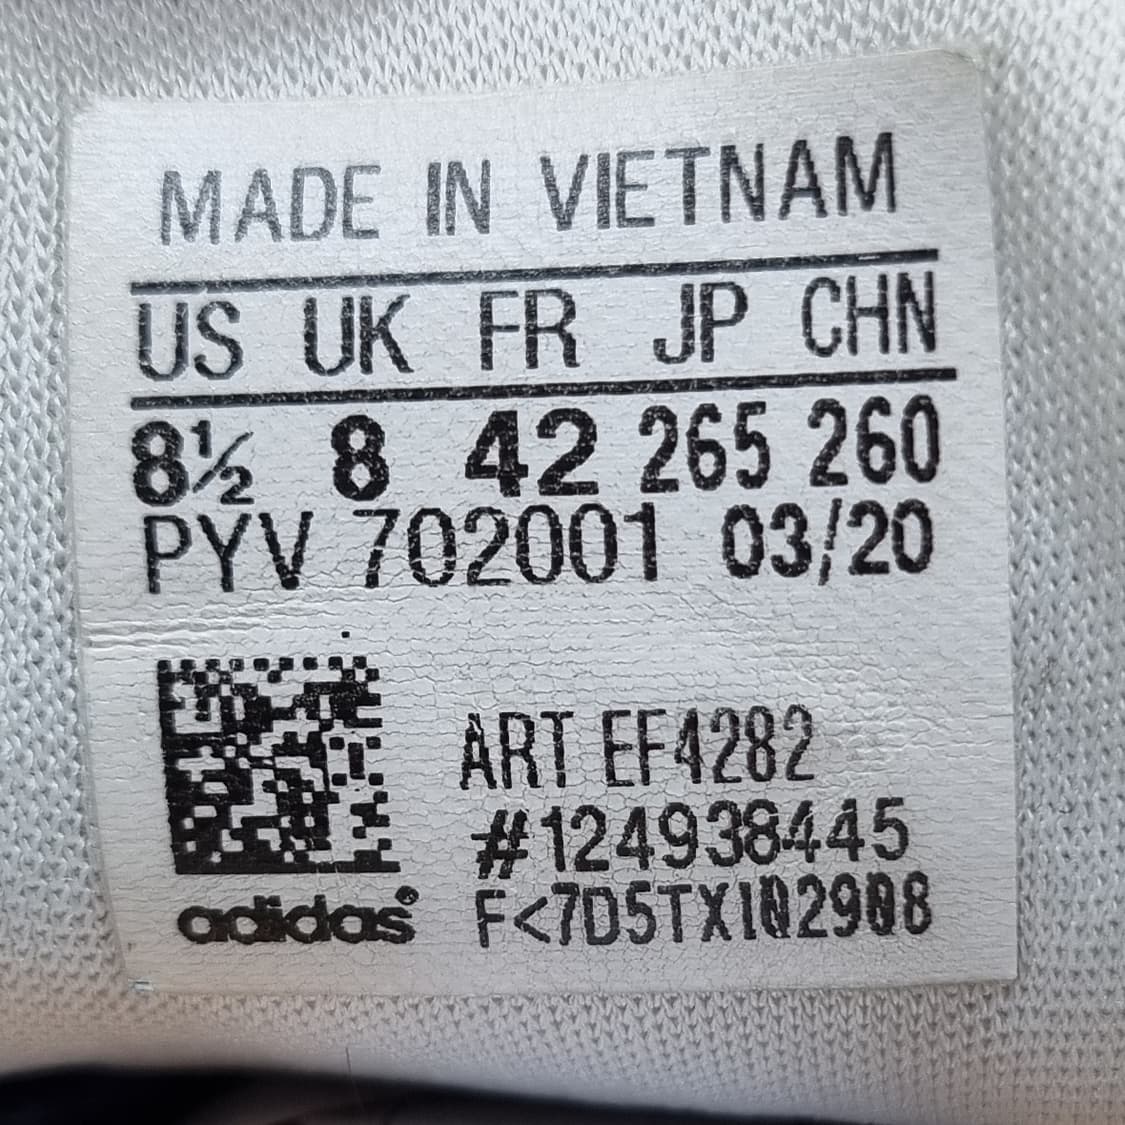 MADE IN VIETNAM
US UK FR JP CHN
8½ 8 42 265 260
PYV 702001 03/20
ART EF4282
#124938445
F<7D5TXI02908
adidas®